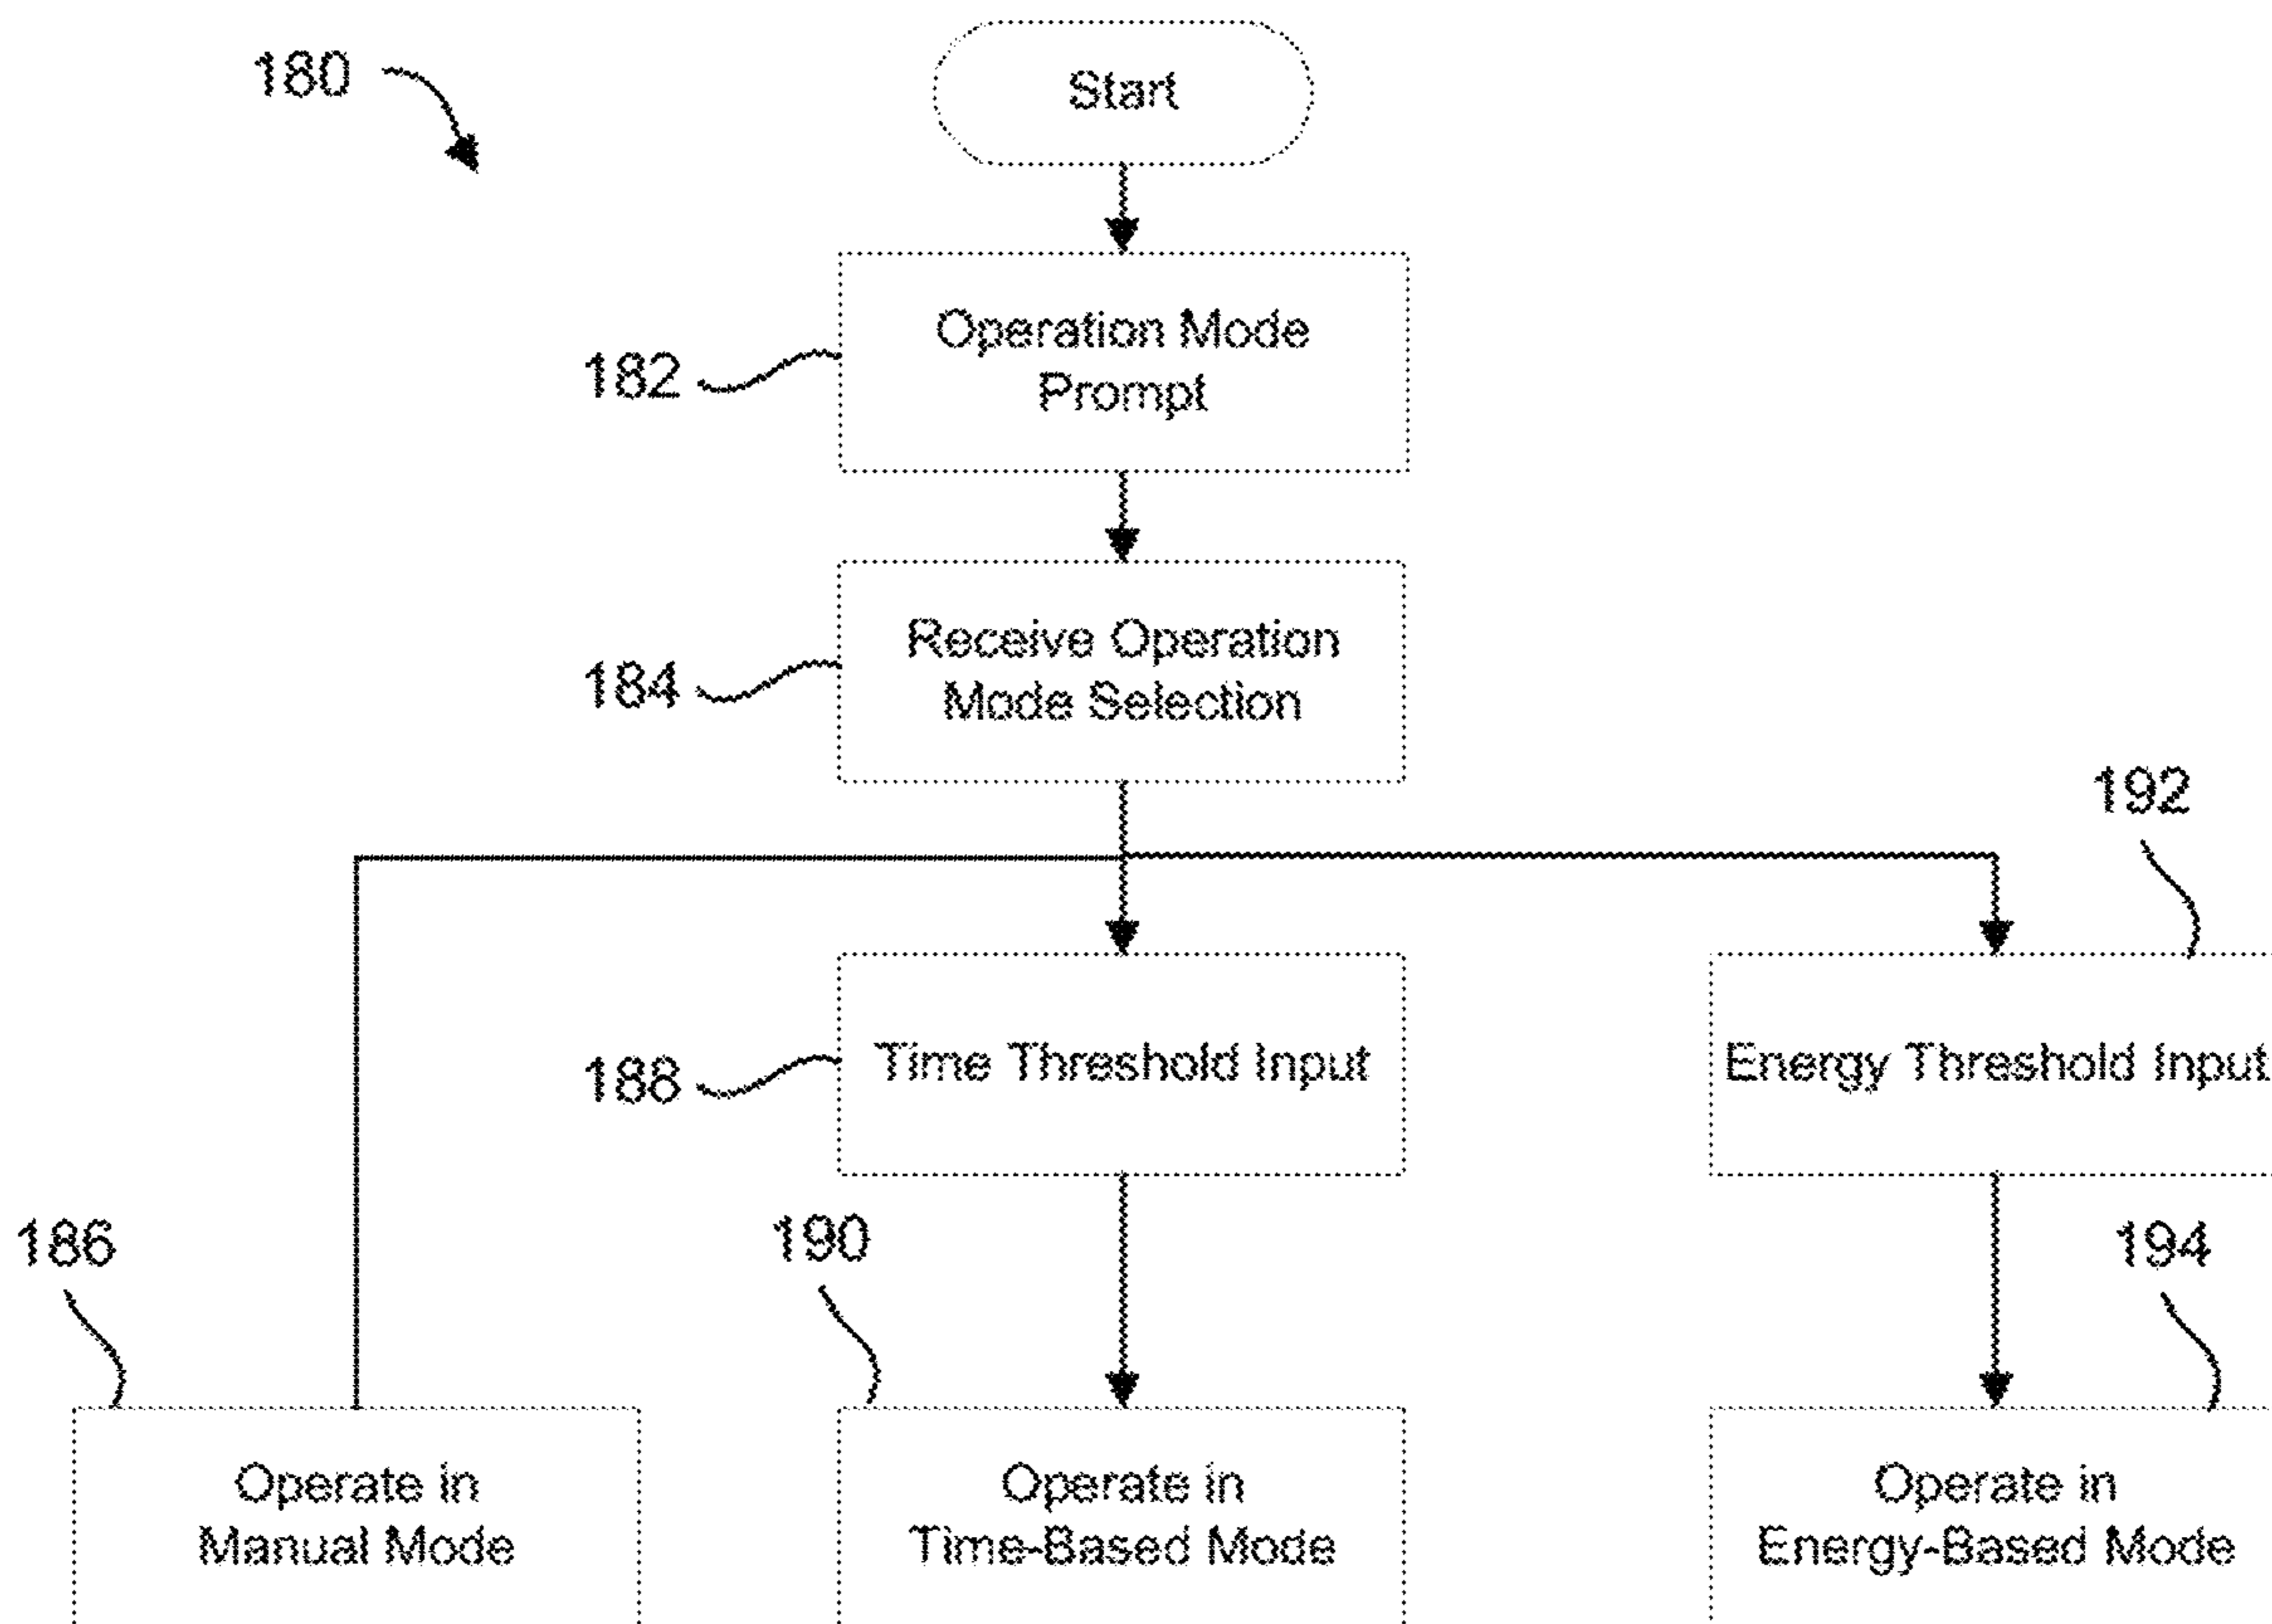 180
Start
182
Operation Mode
Prompt
184
Receive Operation
Mode Selection
192
188
Time Threshold Input
Energy Threshold Input
186
190
194
Operate in
Manual Mode
Operate in
Time-Based Mode
Operate in
Energy-Based Mode